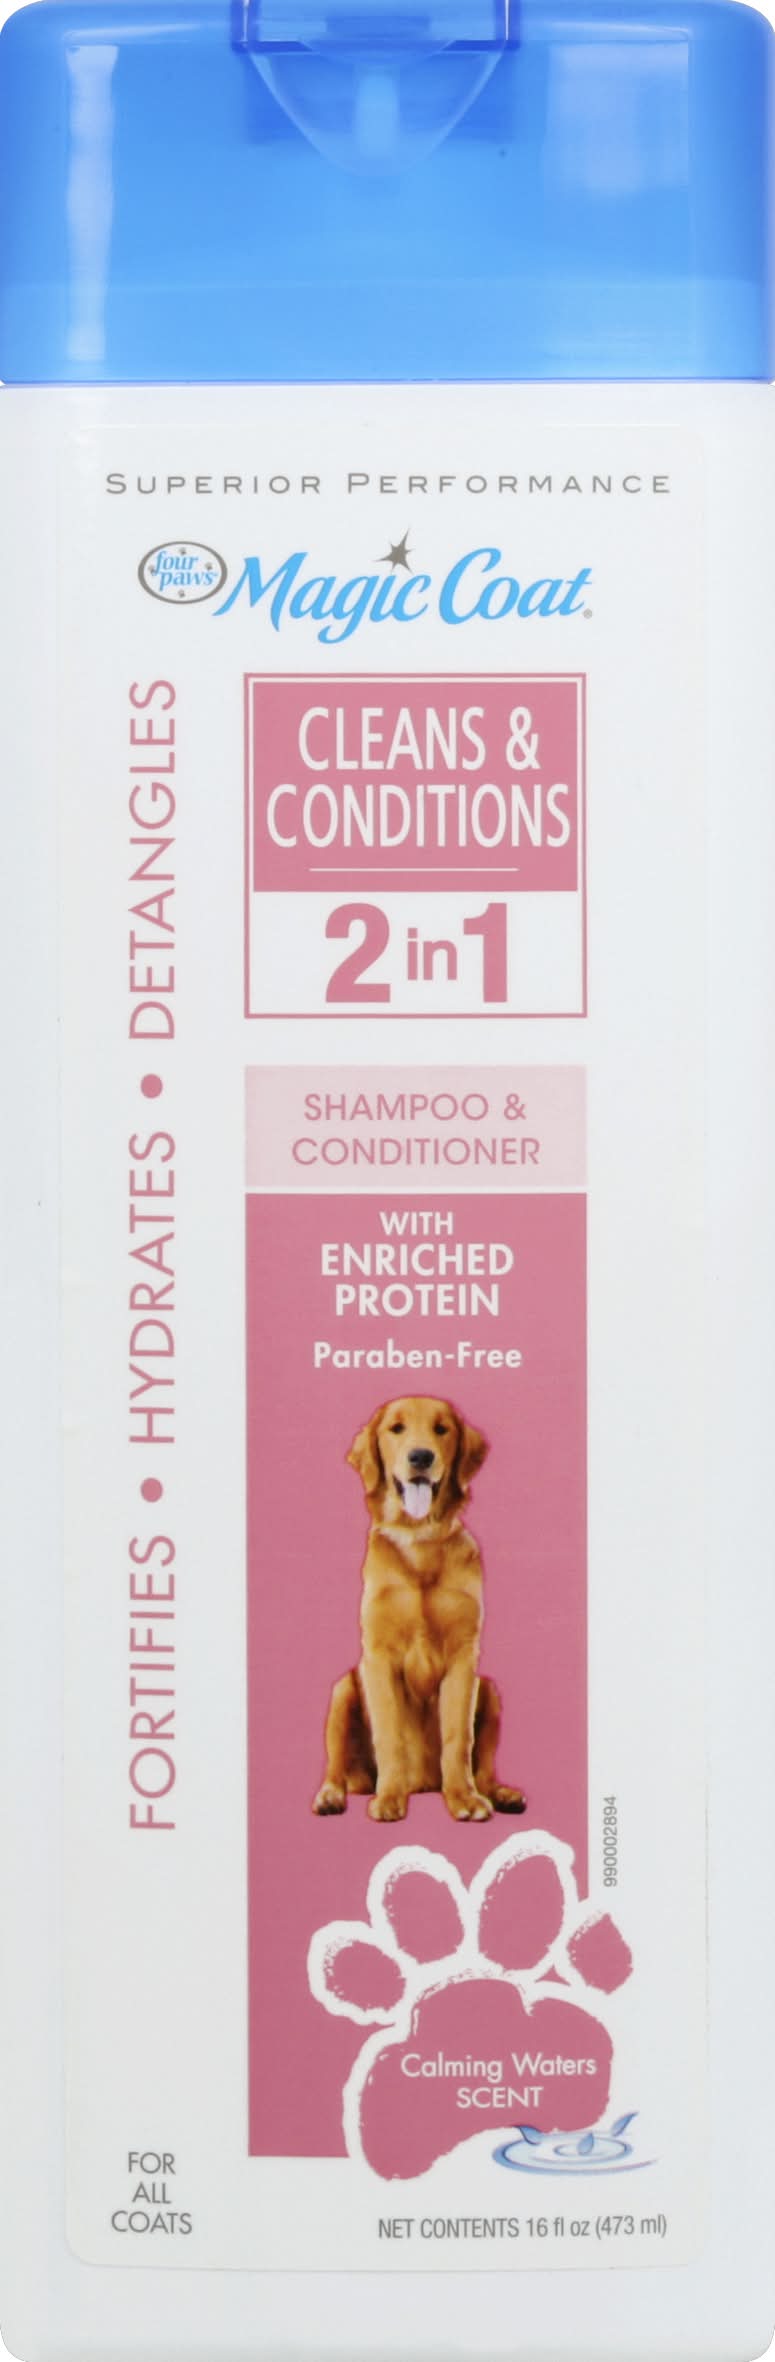 SUPERIOR PERFORMANCE
four paws Magic Coat®
CLEANS &
CONDITIONS
2 in 1
FORTIFIES • HYDRATES • DETANGLES
SHAMPOO &
CONDITIONER
WITH
ENRICHED
PROTEIN
Paraben-Free
990002894
Calming Waters
SCENT
FOR
ALL
COATS
NET CONTENTS 16 fl oz (473 ml)